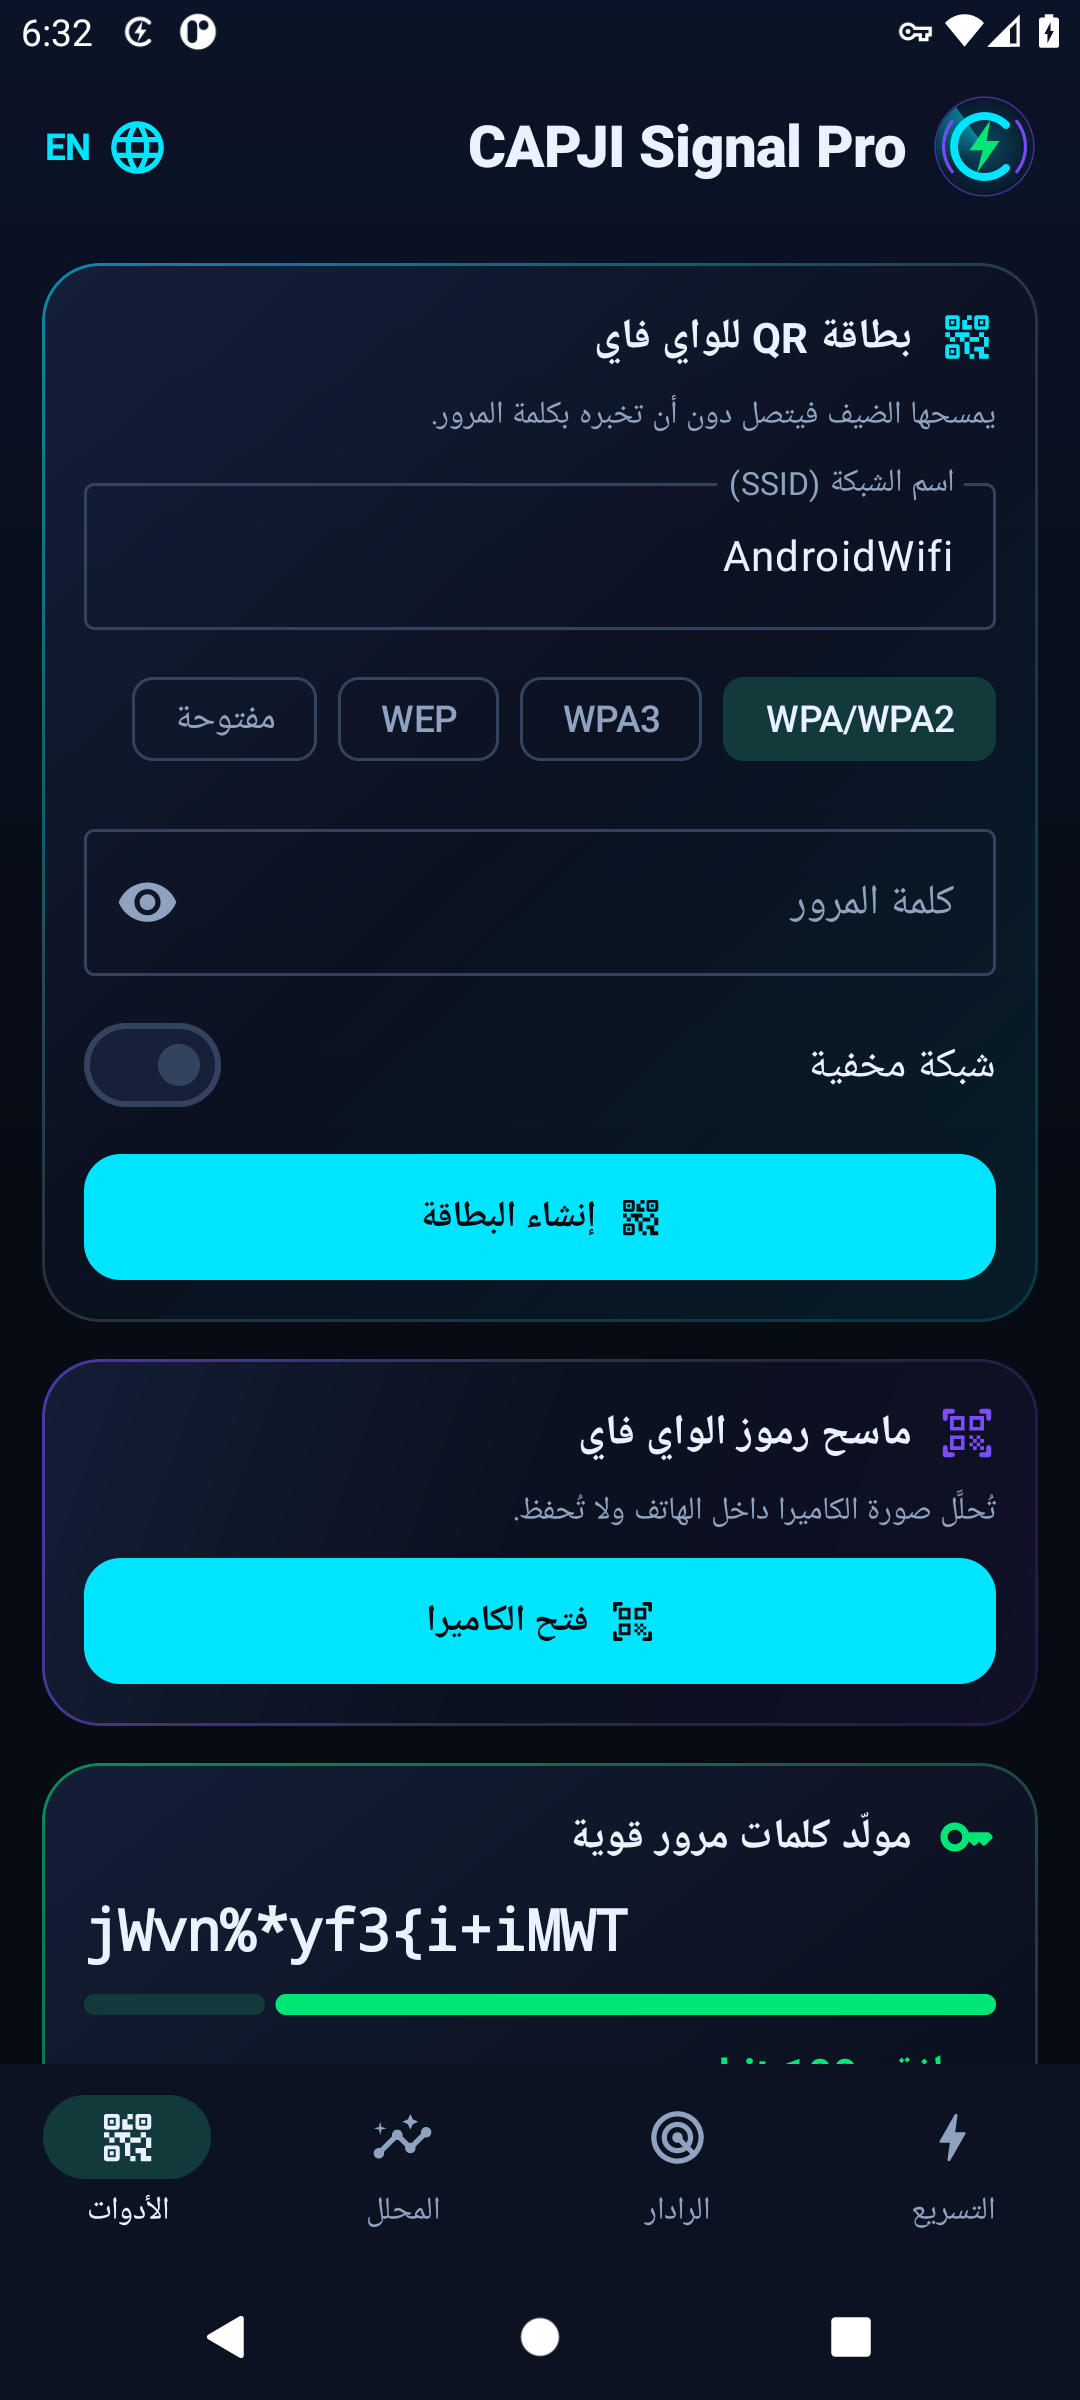 6:32
CAPJI Signal Pro
EN
بطاقة QR للواي فاي
يمسحها الضيف فيتصل دون أن تخبره بكلمة المرور.
اسم الشبكة (SSID)
AndroidWifi
WPA/WPA2
WPA3
WEP
مفتوحة
كلمة المرور
شبكة مخفية
إنشاء البطاقة
ماسح رموز الواي فاي
تُحلَّل صورة الكاميرا داخل الهاتف ولا تُحفظ.
فتح الكاميرا
مولّد كلمات مرور قوية
jWvn%*yf3{i+iMWT
التسريع
الرادار
المحلل
الأدوات